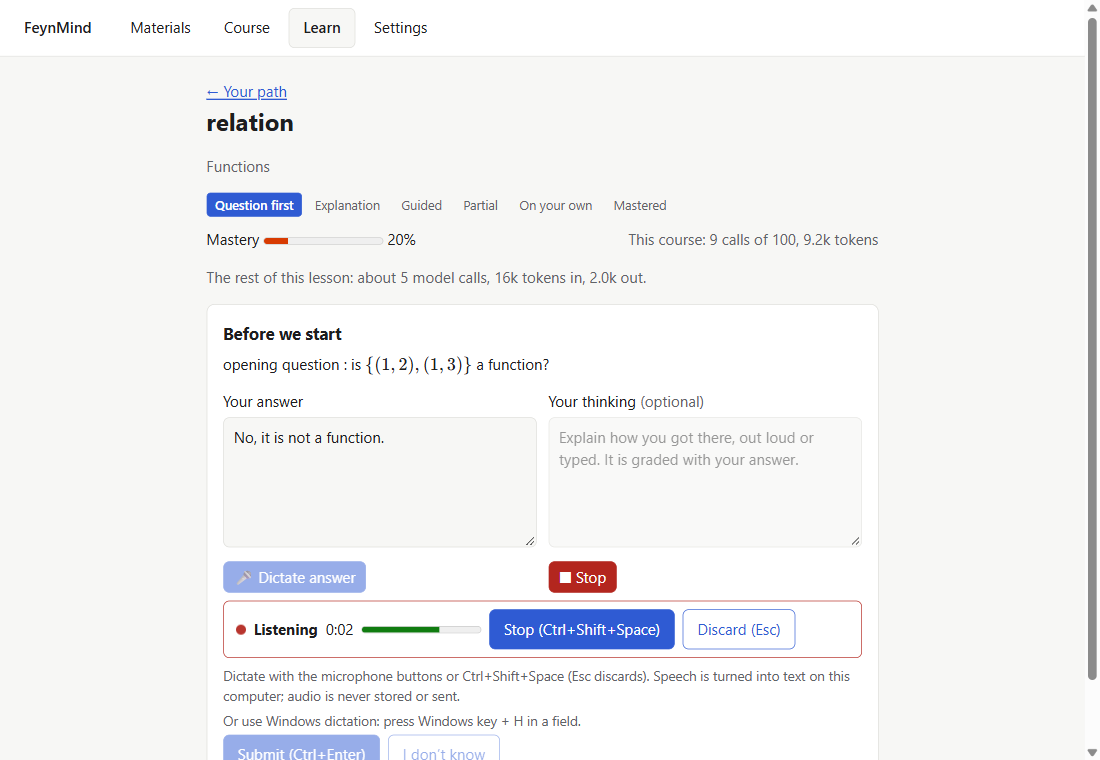 FeynMind Materials Course Learn Settings
← Your path
relation
Functions
Question first Explanation Guided Partial On your own Mastered
Mastery 20% This course: 9 calls of 100, 9.2k tokens
The rest of this lesson: about 5 model calls, 16k tokens in, 2.0k out.
Before we start
opening question : is {(1, 2), (1, 3)} a function?
Your answer Your thinking (optional)
No, it is not a function. Explain how you got there, out loud or
typed. It is graded with your answer.
Dictate answer Stop
Listening 0:02 Stop (Ctrl+Shift+Space) Discard (Esc)
Dictate with the microphone buttons or Ctrl+Shift+Space (Esc discards). Speech is turned into text on this
computer; audio is never stored or sent.
Or use Windows dictation: press Windows key + H in a field.
Submit (Ctrl+Enter) I don't know